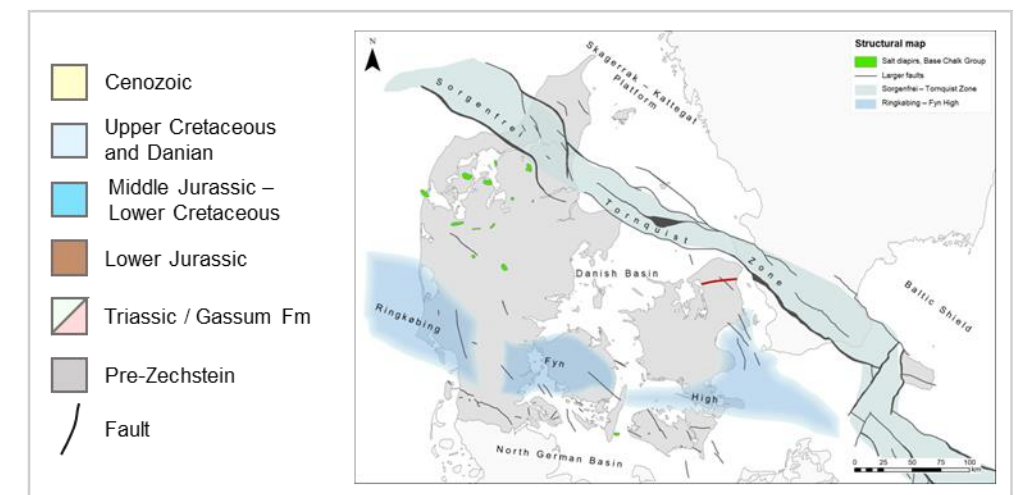 Cenozoic
Upper Cretaceous
and Danian
Middle Jurassic –
Lower Cretaceous
Lower Jurassic
Triassic / Gassum Fm
Pre-Zechstein
Fault
N
Skagerrak – Kattegat
Platform
Structural map
Salt diapirs, Base Chalk Group
Larger faults
Sorgenfrei – Tornquist Zone
Ringkøbing – Fyn High
Sorgenfrei
Tornquist
Zone
Danish Basin
Baltic Shield
Ringkøbing
Fyn
High
North German Basin
0 25 50 75 100
km